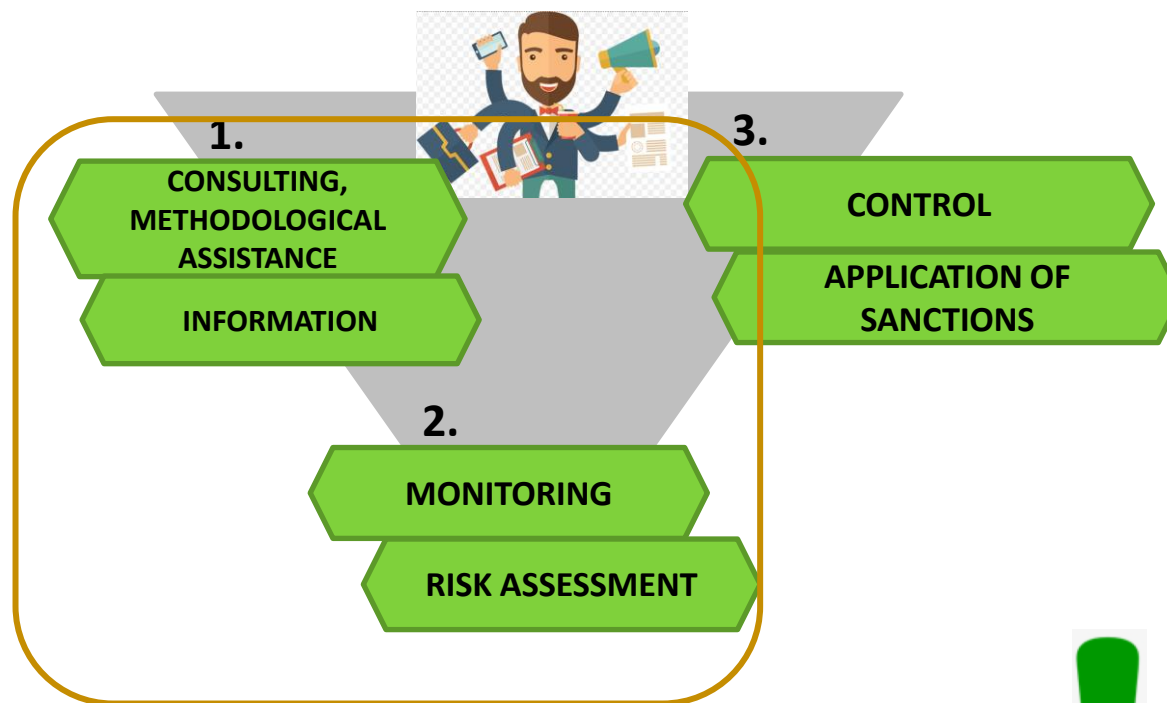 1.
CONSULTING,
METHODOLOGICAL
ASSISTANCE
INFORMATION
2.
MONITORING
RISK ASSESSMENT
3.
CONTROL
APPLICATION OF
SANCTIONS